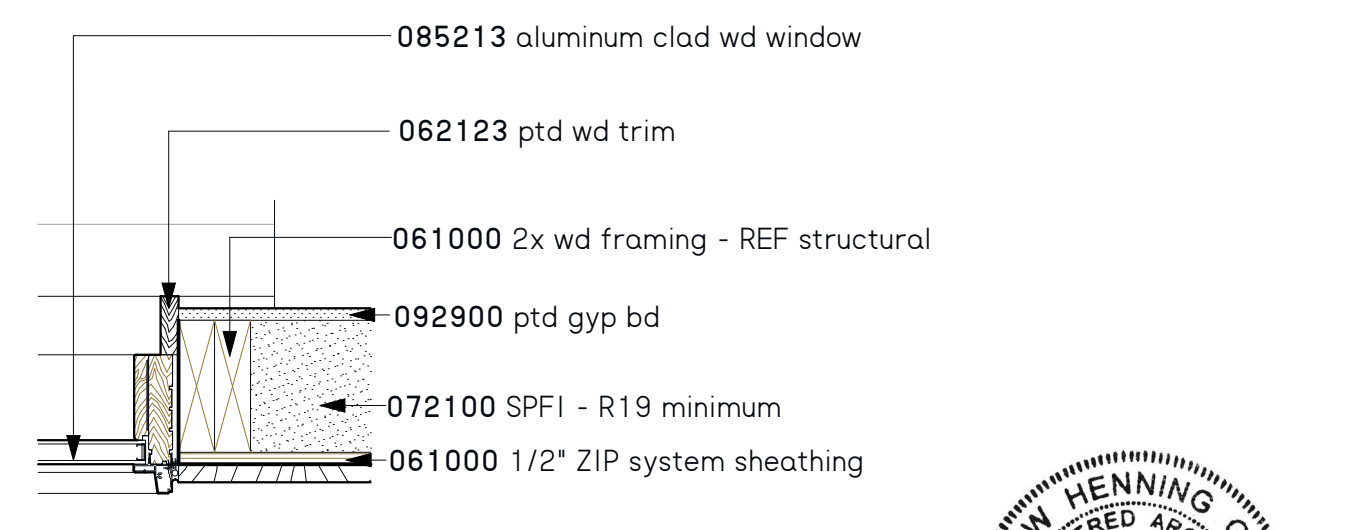 085213 aluminum clad wd window
062123 ptd wd trim
061000 2x wd framing - REF structural
092900 ptd gyp bd
072100 SPFI - R19 minimum
061000 1/2" ZIP system sheathing
HENNING